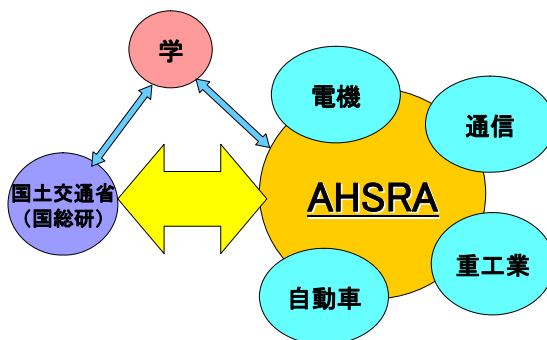 学
電機
通信
国土交通省
（国総研）
AHSRA
重工業
自動車